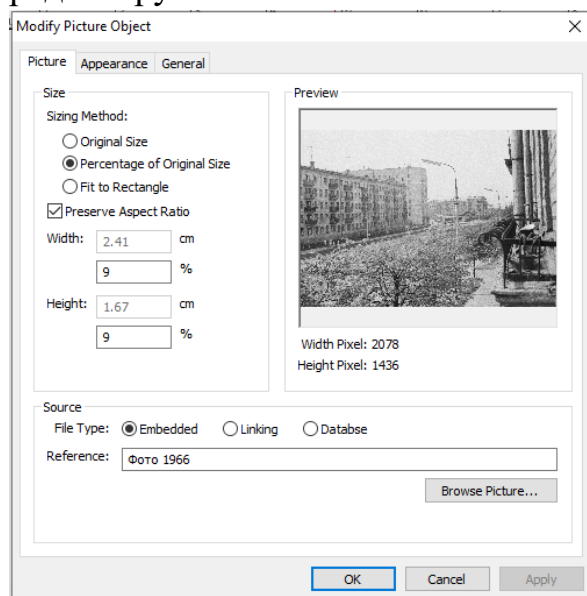 Modify Picture Object
Picture Appearance General
Size
Sizing Method:
Original Size
Percentage of Original Size
Fit to Rectangle
Preserve Aspect Ratio
Width: 2.41 cm
9 %
Height: 1.67 cm
9 %
Preview
Width Pixel: 2078
Height Pixel: 1436
Source
File Type: Embedded Linking Databse
Reference: Фото 1966
Browse Picture...
OK Cancel Apply